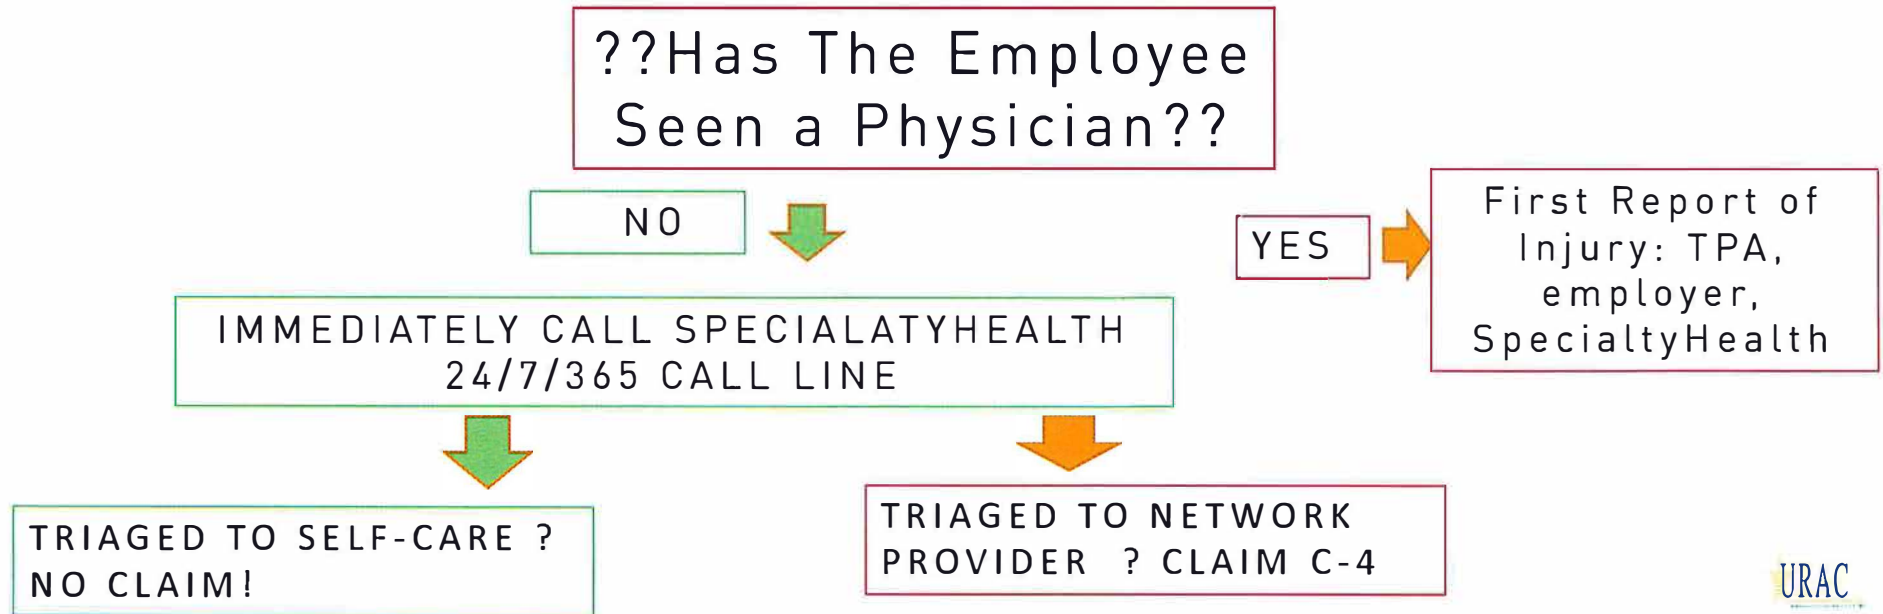 ??Has The Employee
Seen a Physician??
NO
YES
First Report of
Injury: TPA,
employer,
SpecialtyHealth
IMMEDIATELY CALL SPECIALATYHEALTH
24/7/365 CALL LINE
TRIAGED TO SELF-CARE ?
NO CLAIM!
TRIAGED TO NETWORK
PROVIDER ? CLAIM C-4
URAC